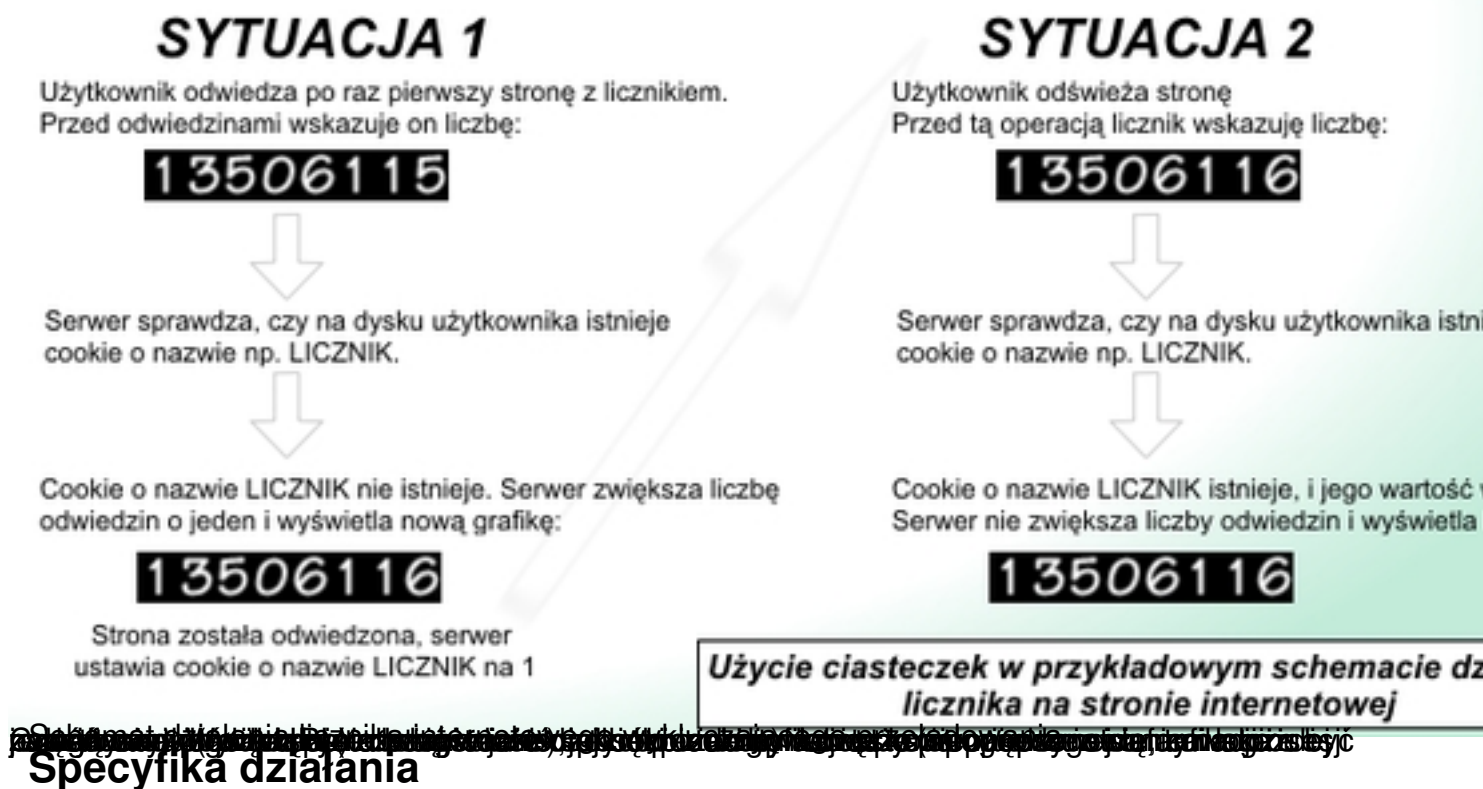 SYTUACJA 1
Użytkownik odwiedza po raz pierwszy stronę z licznikiem.
Przed odwiedzinami wskazuje on liczbę:
13506115
Serwer sprawdza, czy na dysku użytkownika istnieje
cookie o nazwie np. LICZNIK.
Cookie o nazwie LICZNIK nie istnieje. Serwer zwiększa liczbę
odwiedzin o jeden i wyświetla nową grafikę:
13506116
Strona została odwiedzona, serwer
ustawia cookie o nazwie LICZNIK na 1
SYTUACJA 2
Użytkownik odświeża stronę
Przed tą operacją licznik wskazuję liczbę:
13506116
Serwer sprawdza, czy na dysku użytkownika
cookie o nazwie np. LICZNIK.
Cookie o nazwie LICZNIK istnieje, i jego wartość
Serwer nie zwiększa liczby odwiedzin i wyświetla
13506116
Użycie ciasteczek w przykładowym schemacie
licznika na stronie internetowej
Specyfika działania